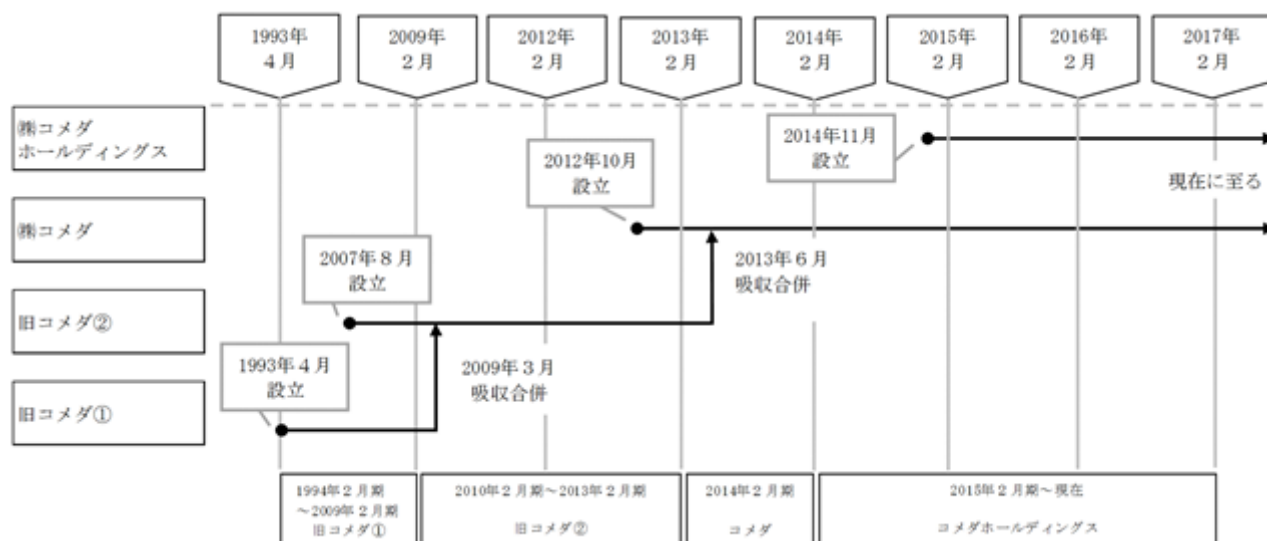 1993年
4月
2009年
2月
2012年
2月
2013年
2月
2014年
2月
2015年
2月
2016年
2月
2017年
2月
㈱コメダ
ホールディングス
2014年11月
設立
現在に至る
2012年10月
設立
㈱コメダ
2007年8月
設立
2013年6月
吸収合併
旧コメダ②
1993年4月
設立
2009年3月
吸収合併
旧コメダ①
1994年2月期
～2009年2月期
旧コメダ①
2010年2月期～2013年2月期
旧コメダ②
2014年2月期
コメダ
2015年2月期～現在
コメダホールディングス